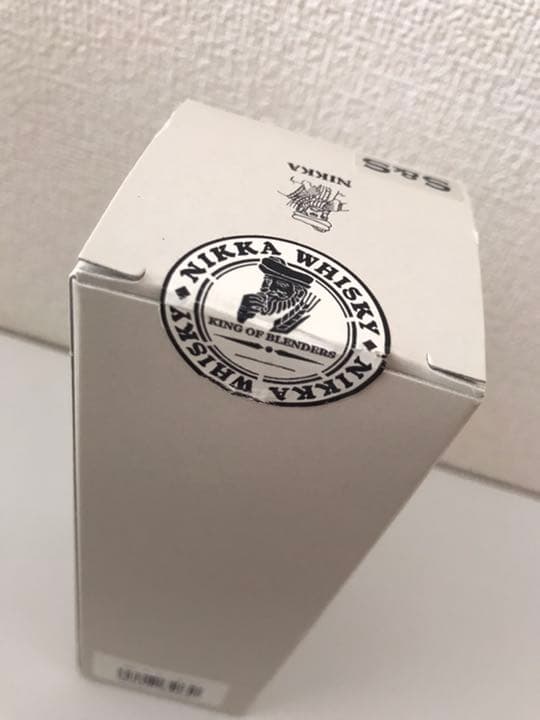 S&S
NIKKA
NIKKA WHISKY
KING OF BLENDERS
NIKKA WHISKY